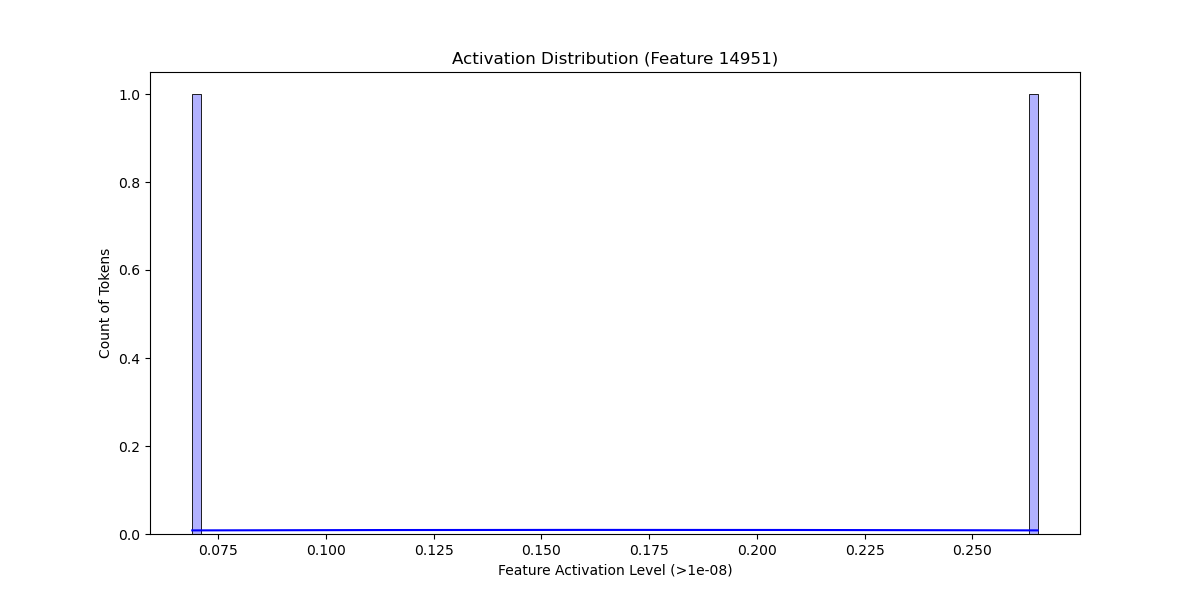 Activation Distribution (Feature 14951)
1.0
0.8
0.6
0.4
0.2
0.0
Count of Tokens
0.075 0.100 0.125 0.150 0.175 0.200 0.225 0.250
Feature Activation Level (>1e-08)